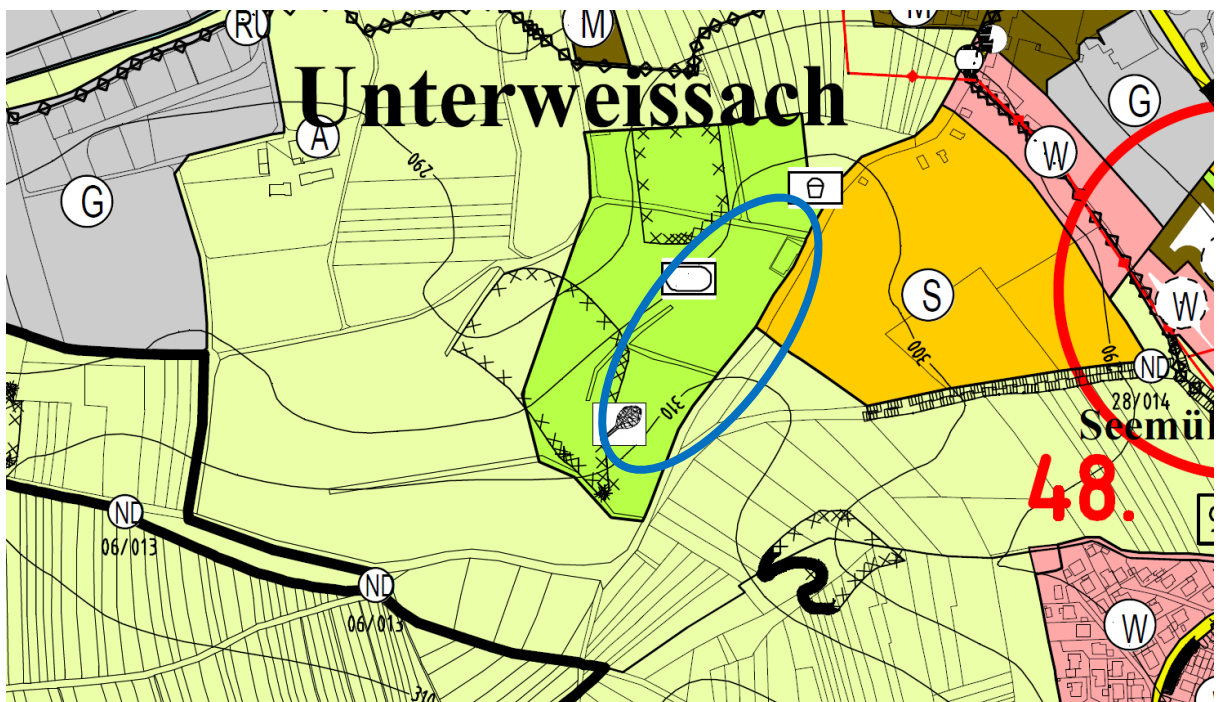 RU
M
M
Unterweissach
G
A
290
W
G
G
S
W
300
290
ND
28/014
310
Seemül
48.
ND
06/013
ND
06/013
W
310